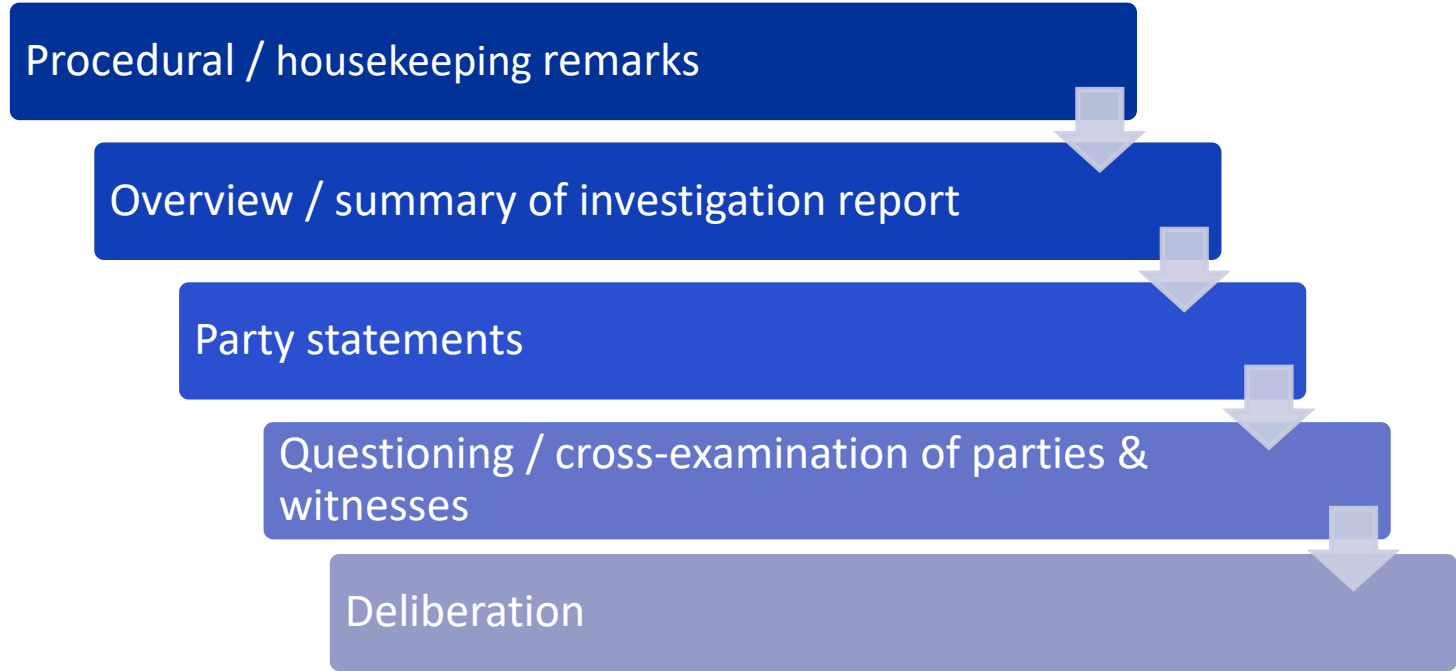 Procedural / housekeeping remarks
Overview / summary of investigation report
Party statements
Questioning / cross-examination of parties &
witnesses
Deliberation